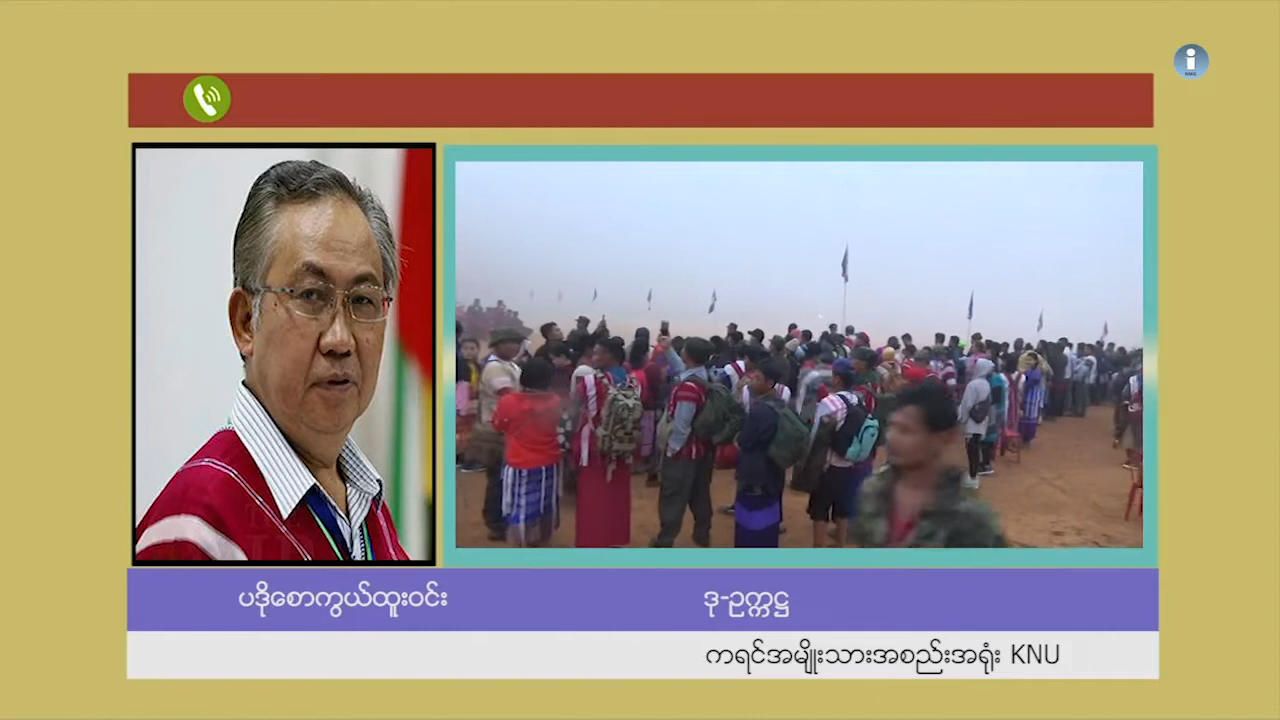 ပဒိုစောကွယ်ထူးဝင်း
ဒု-ဥက္ကဋ္ဌ
ကရင်အမျိုးသားအစည်းအရုံး KNU